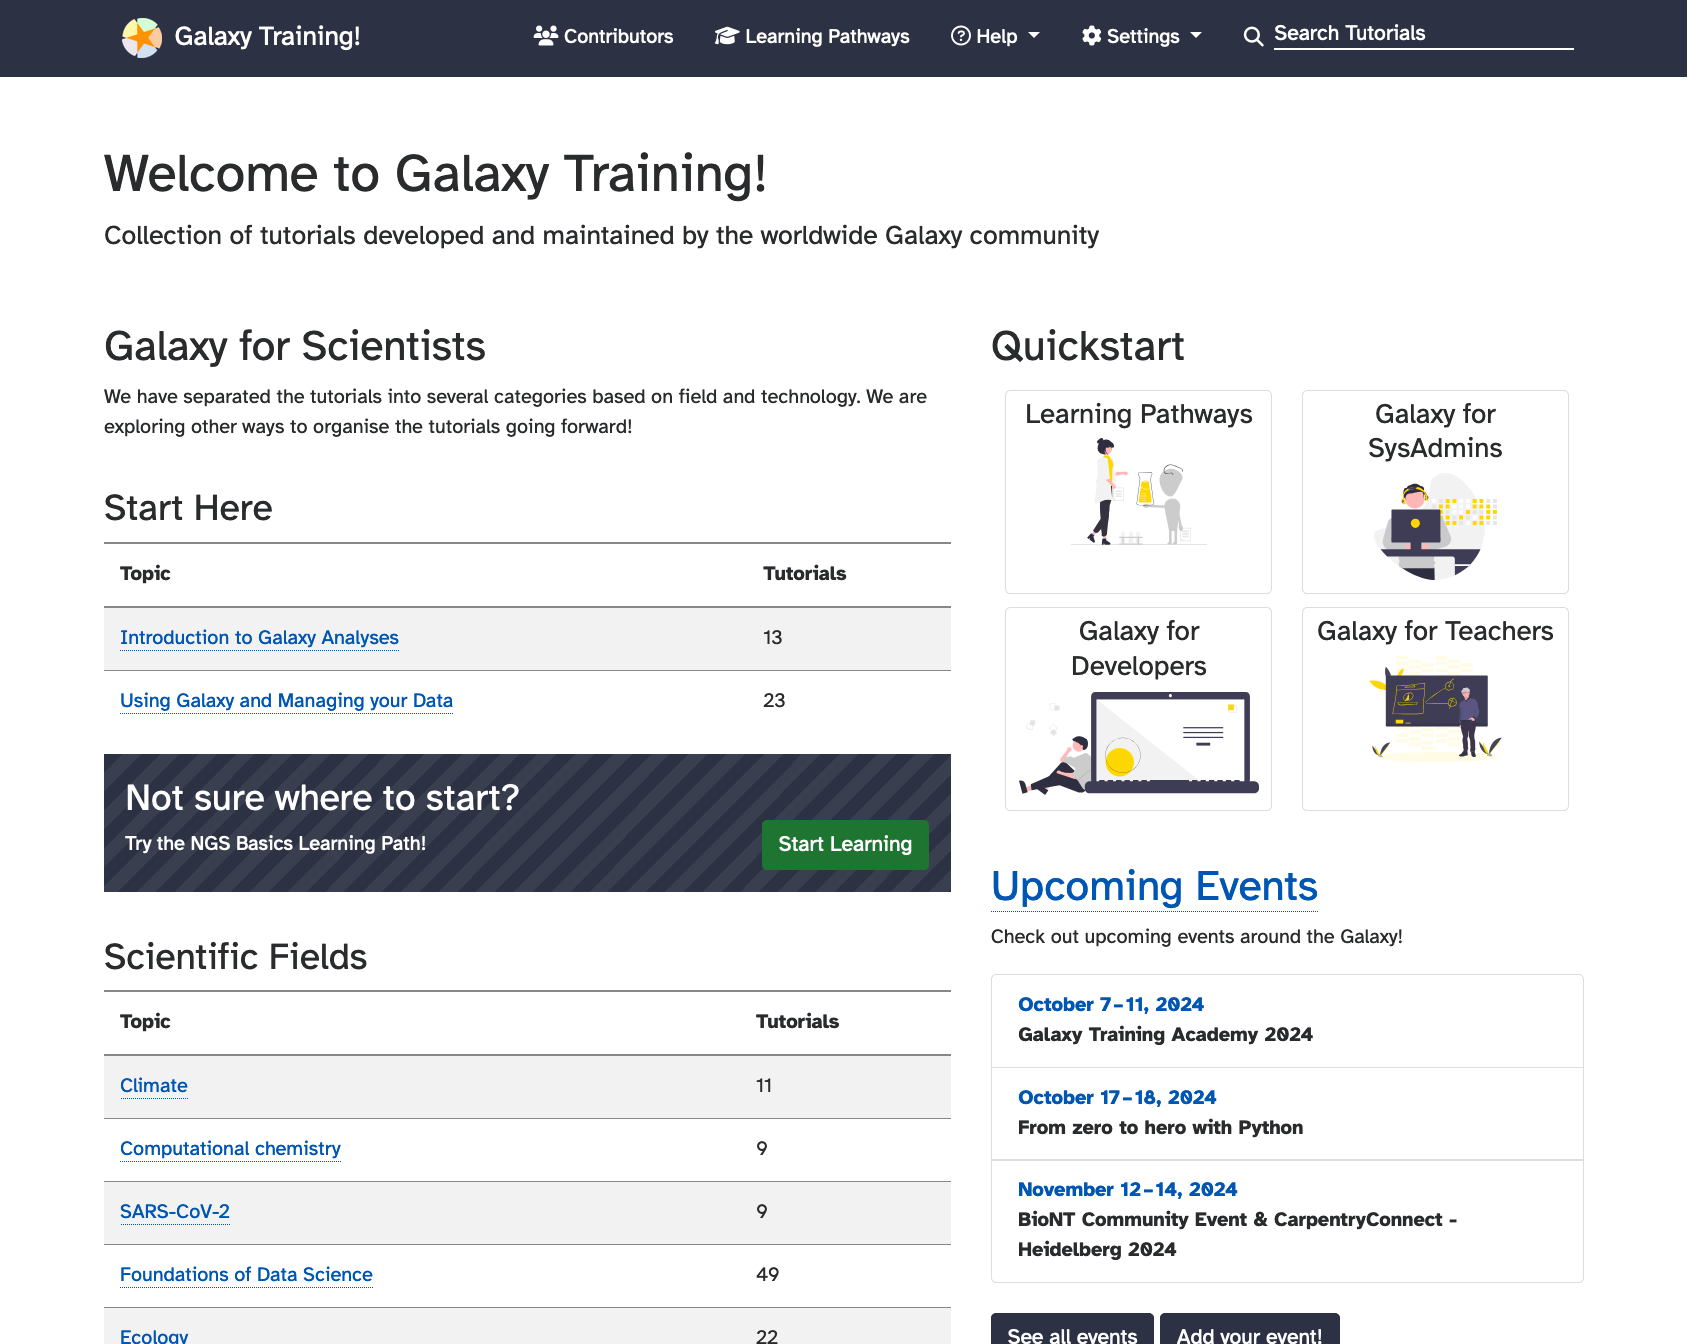 Galaxy Training!
Contributors
Learning Pathways
Help
Settings
Search Tutorials
Welcome to Galaxy Training!
Collection of tutorials developed and maintained by the worldwide Galaxy community
Galaxy for Scientists
We have separated the tutorials into several categories based on field and technology. We are
exploring other ways to organise the tutorials going forward!
Start Here
Topic Tutorials
Introduction to Galaxy Analyses 13
Using Galaxy and Managing your Data 23
Not sure where to start?
Try the NGS Basics Learning Path!
Start Learning
Scientific Fields
Topic Tutorials
Climate 11
Computational chemistry 9
SARS-CoV-2 9
Foundations of Data Science 49
Ecology 22
Quickstart
Learning Pathways
Galaxy for
SysAdmins
Galaxy for
Developers
Galaxy for Teachers
Upcoming Events
Check out upcoming events around the Galaxy!
October 7–11, 2024
Galaxy Training Academy 2024
October 17–18, 2024
From zero to hero with Python
November 12–14, 2024
BioNT Community Event & CarpentryConnect -
Heidelberg 2024
See all events
Add your event!